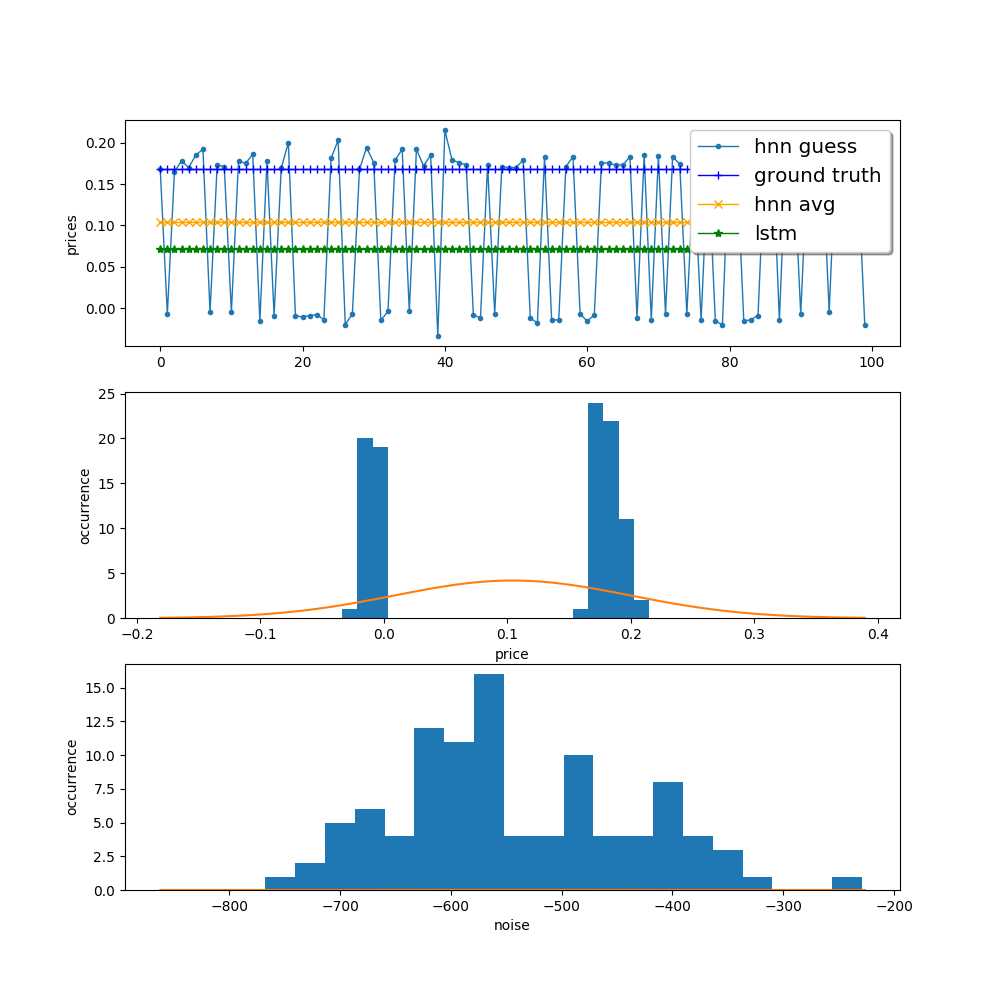 0.20
0.15
0.10
0.05
0.00
prices
hnn guess
ground truth
hnn avg
lstm
0 20 40 60 80 100
25
20
15
10
5
0
occurrence
−0.2 −0.1 0.0 0.1 0.2 0.3 0.4
price
15.0
12.5
10.0
7.5
5.0
2.5
0.0
occurrence
−800 −700 −600 −500 −400 −300 −200
noise